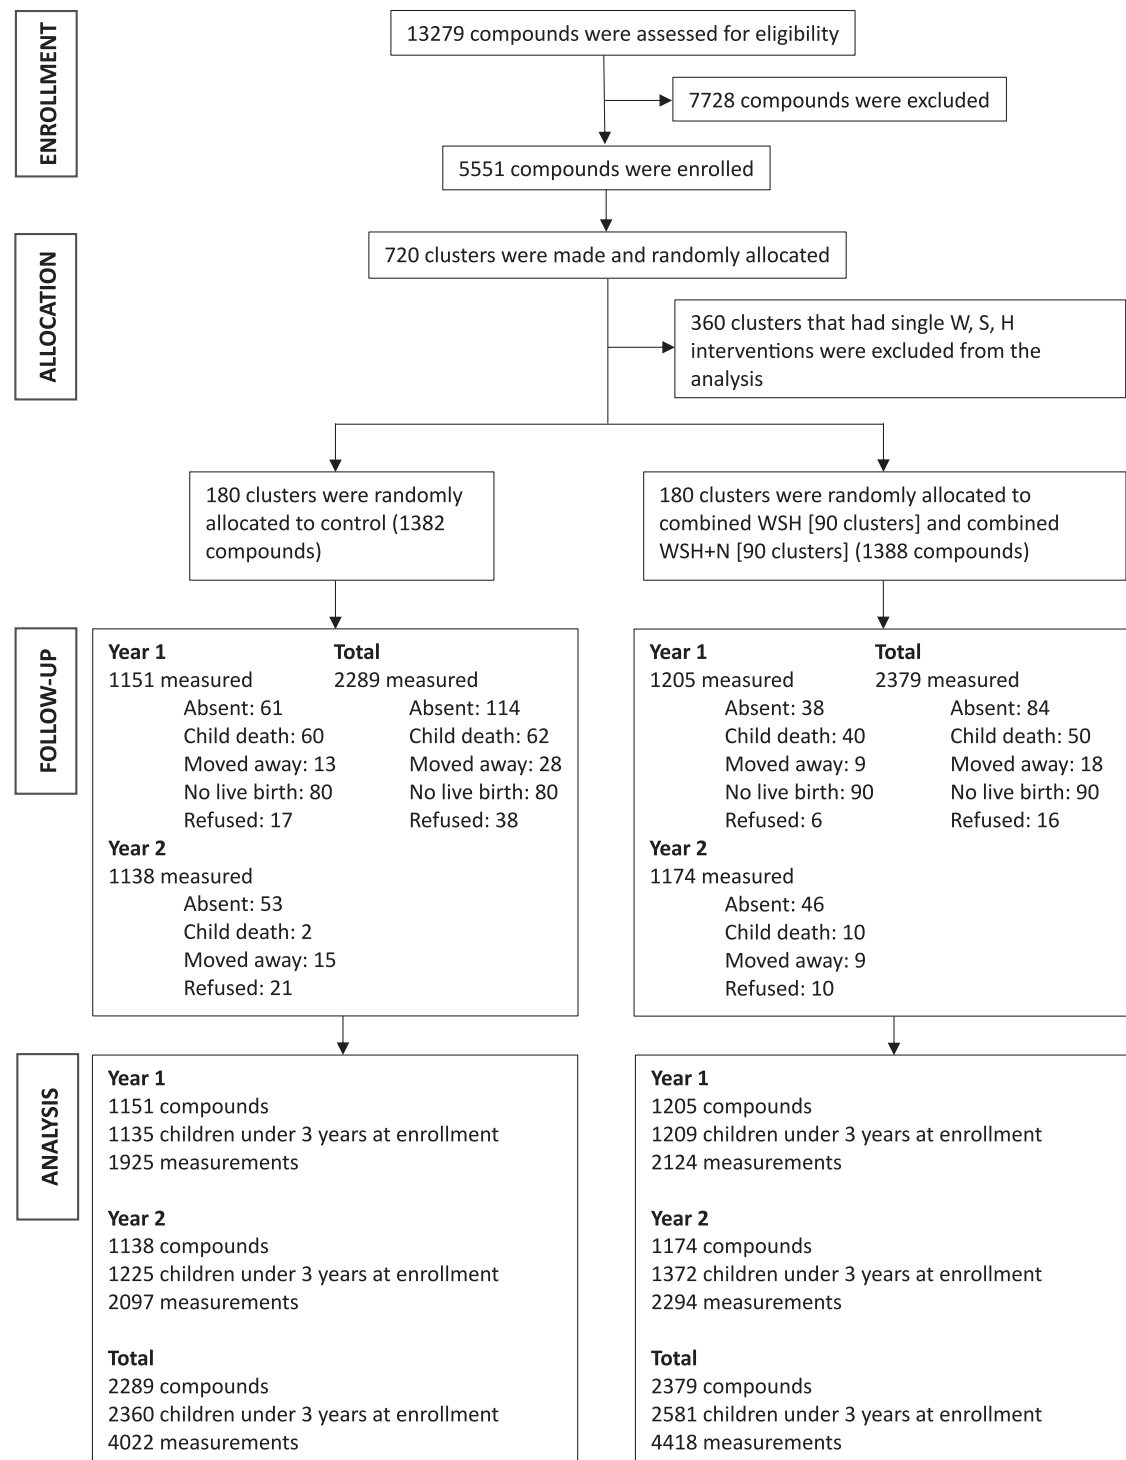 ENROLLMENT
13279 compounds were assessed for eligibility
7728 compounds were excluded
5551 compounds were enrolled
ALLOCATION
720 clusters were made and randomly allocated
360 clusters that had single W, S, H
interventions were excluded from the
analysis
180 clusters were randomly
allocated to control (1382
compounds)
180 clusters were randomly allocated to
combined WSH [90 clusters] and combined
WSH+N [90 clusters] (1388 compounds)
FOLLOW-UP
Year 1
1151 measured
Absent: 61
Child death: 60
Moved away: 13
No live birth: 80
Refused: 17
Total
2289 measured
Absent: 114
Child death: 62
Moved away: 28
No live birth: 80
Refused: 38
Year 2
1138 measured
Absent: 53
Child death: 2
Moved away: 15
Refused: 21
Year 1
1205 measured
Absent: 38
Child death: 40
Moved away: 9
No live birth: 90
Refused: 6
Total
2379 measured
Absent: 84
Child death: 50
Moved away: 18
No live birth: 90
Refused: 16
Year 2
1174 measured
Absent: 46
Child death: 10
Moved away: 9
Refused: 10
ANALYSIS
Year 1
1151 compounds
1135 children under 3 years at enrollment
1925 measurements
Year 2
1138 compounds
1225 children under 3 years at enrollment
2097 measurements
Total
2289 compounds
2360 children under 3 years at enrollment
4022 measurements
Year 1
1205 compounds
1209 children under 3 years at enrollment
2124 measurements
Year 2
1174 compounds
1372 children under 3 years at enrollment
2294 measurements
Total
2379 compounds
2581 children under 3 years at enrollment
4418 measurements